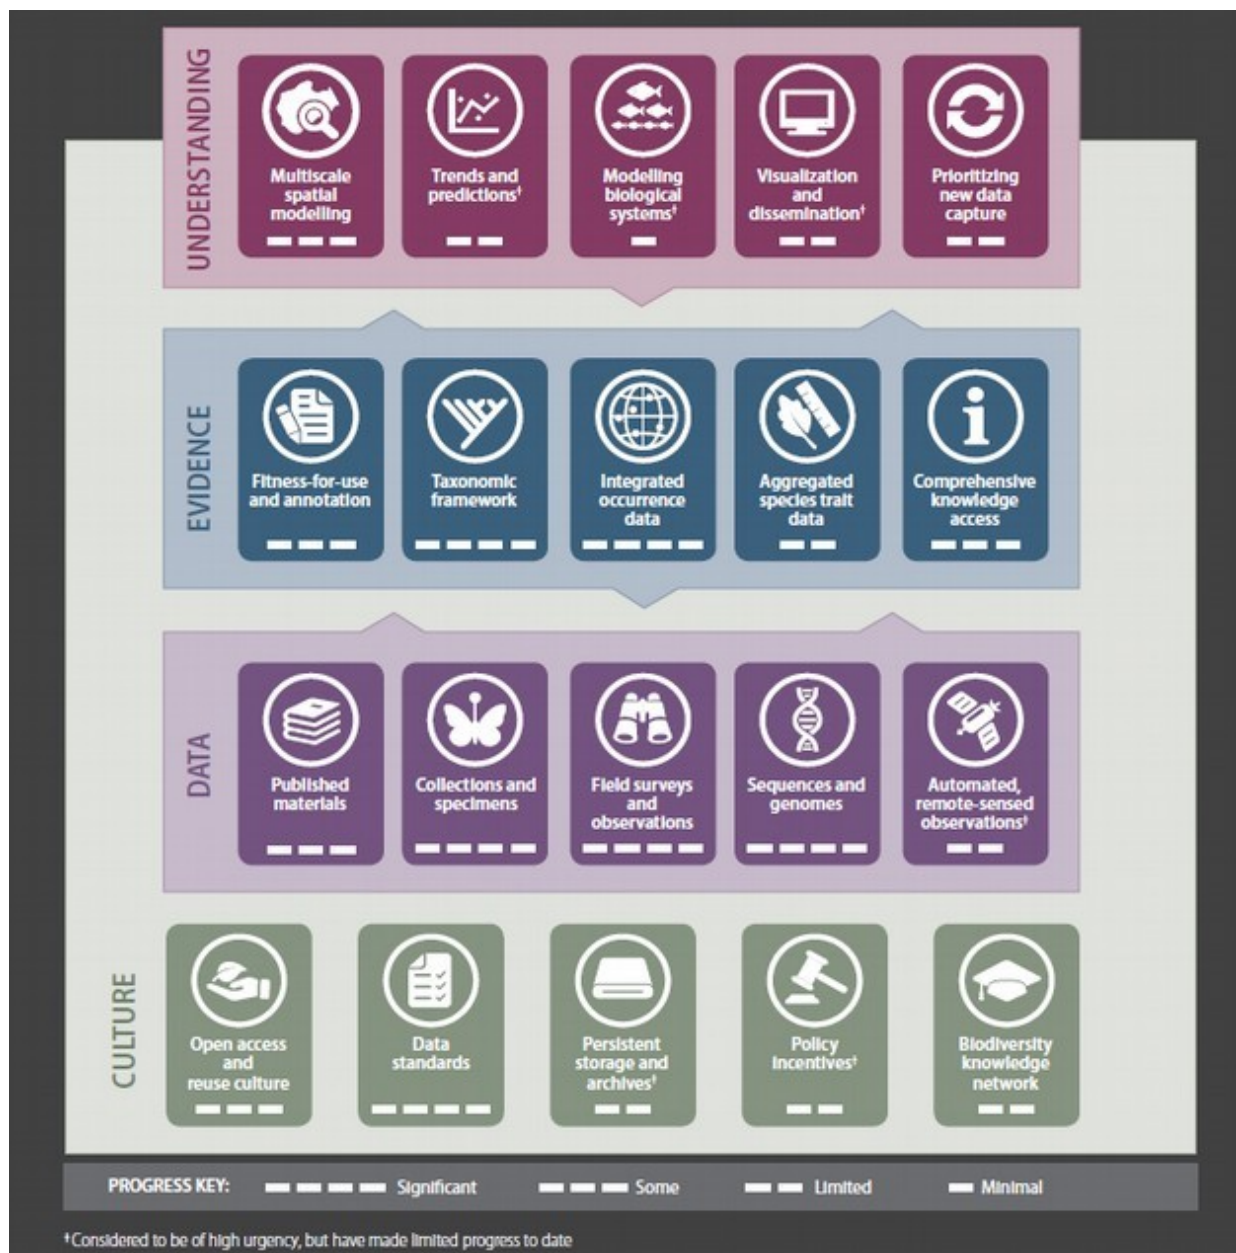 UNDERSTANDING
Multiscale
spatial
modelling
Trends and
predictions†
Modelling
biological
systems†
Visualization
and
dissemination†
Prioritizing
new data
capture
EVIDENCE
Fitness-for-use
and annotation
Taxonomic
framework
Integrated
occurrence
data
Aggregated
species trait
data
Comprehensive
knowledge
access
DATA
Published
materials
Collections and
specimens
Field surveys
and
observations
Sequences and
genomes
Automated,
remote-sensed
observations†
CULTURE
Open access
and
reuse culture
Data
standards
Persistent
storage and
archives†
Policy
incentives†
Biodiversity
knowledge
network
PROGRESS KEY: Significant Some Limited Minimal
†Considered to be of high urgency, but have made limited progress to date